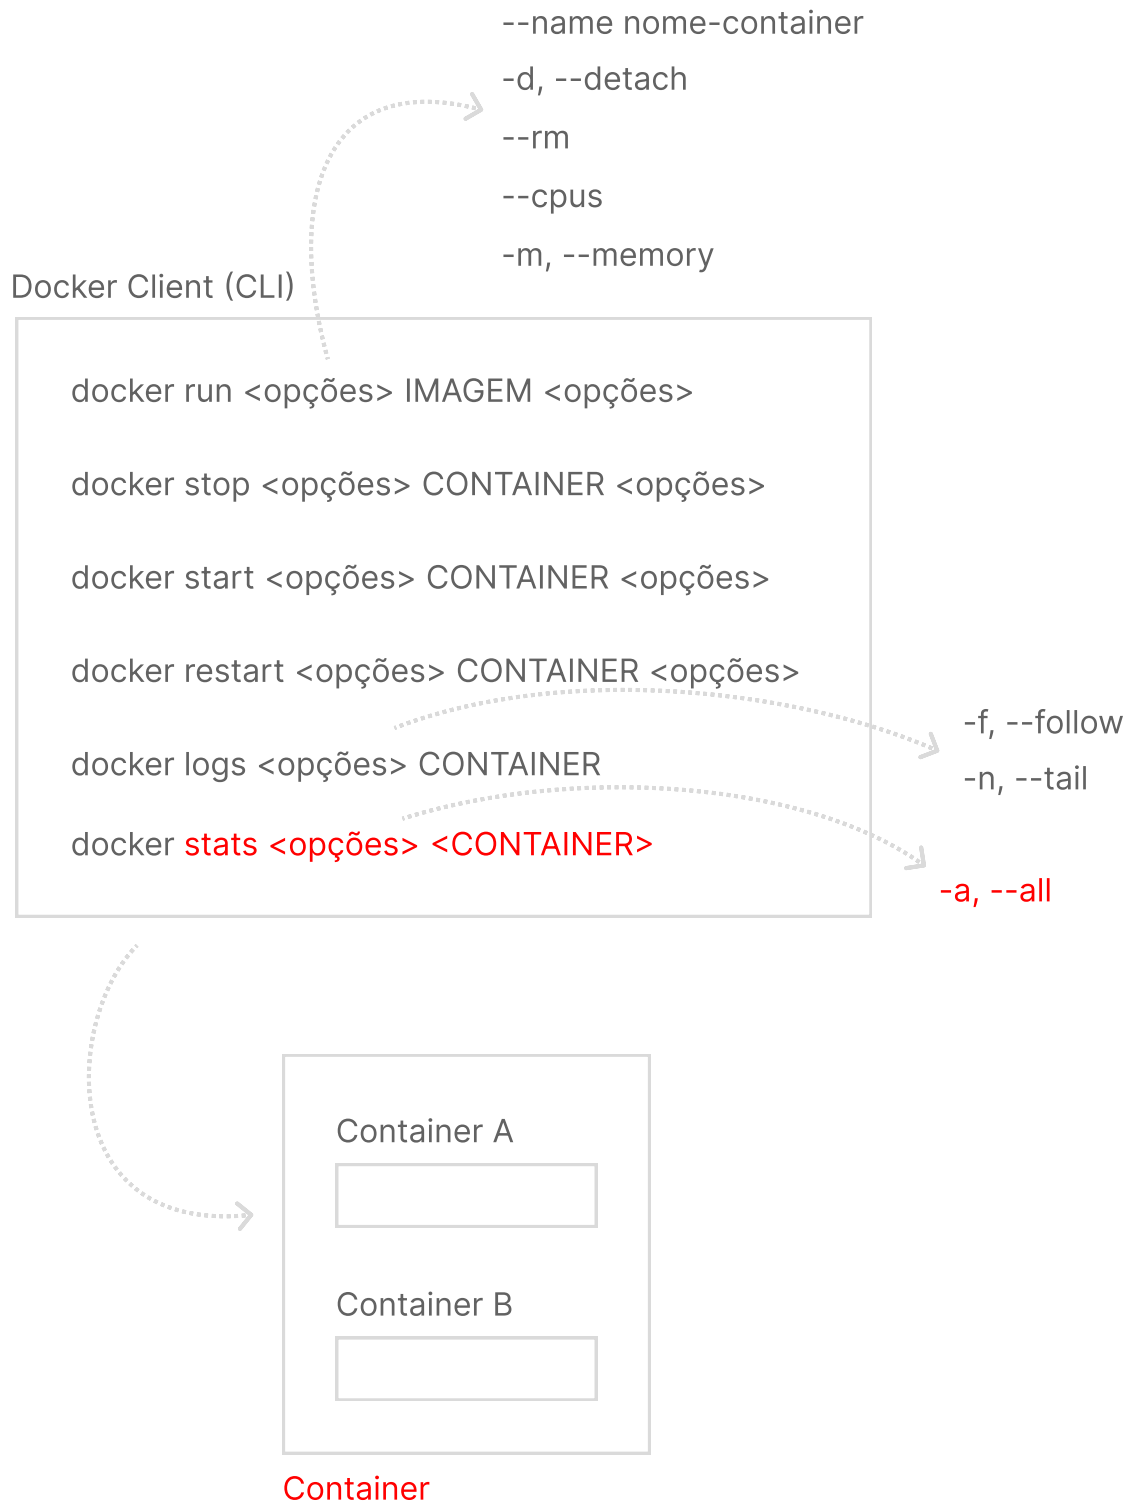 --name nome-container
-d, --detach
--rm
--cpus
-m, --memory
Docker Client (CLI)
docker run <opções> IMAGEM <opções>
docker stop <opções> CONTAINER <opções>
docker start <opções> CONTAINER <opções>
docker restart <opções> CONTAINER <opções>
-f, --follow
-n, --tail
docker logs <opções> CONTAINER
docker stats <opções> <CONTAINER>
-a, --all
Container A
Container B
Container